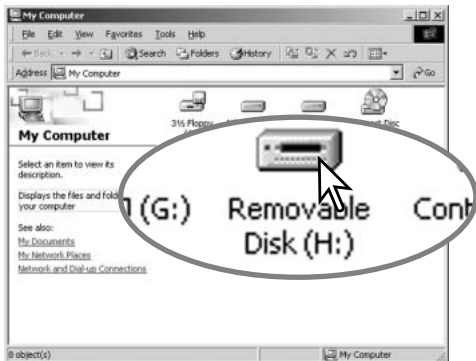 My Computer
File Edit View Favorites Tools Help
Back Search Folders History
Address My Computer Go
3½ Floppy
Disc
My Computer
Select an item to view its
description.
Displays the files and
your computer
See also:
My Documents
My Network Places
Network and Dial-up Connections
(G:) Removable
Disk (H:)
8 object(s) My Computer